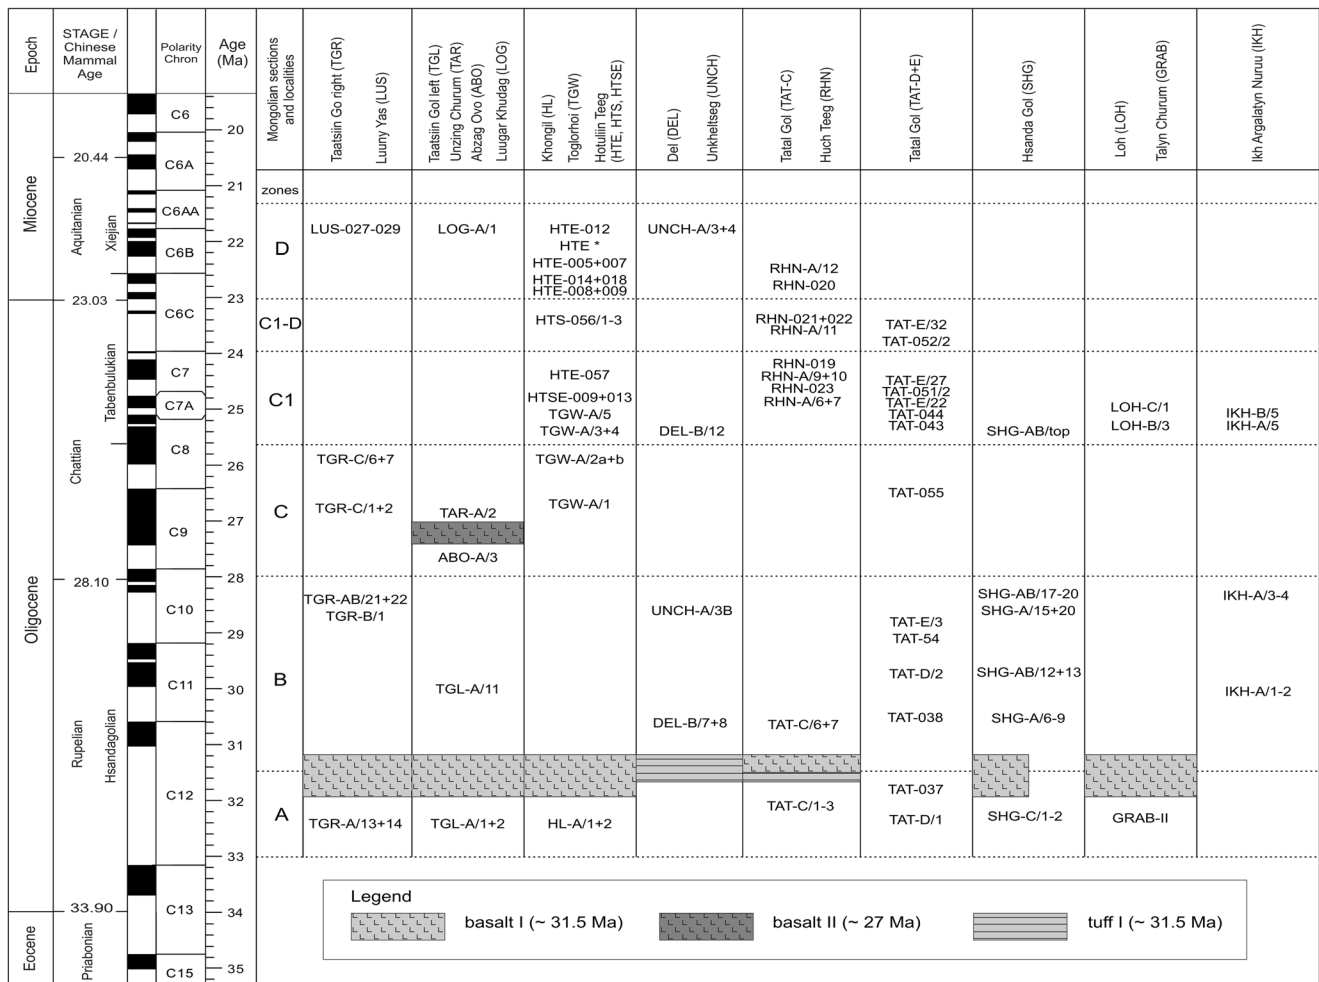 Epoch
STAGE /
Chinese
Mammal
Age
Polarity
Chron
Age
(Ma)
Mongolian sections
and localities
Taatsiin Go right (TGR)
Luuny Yas (LUS)
Taatsiin Gol left (TGL)
Unzing Churum (TAR)
Abzag Ovo (ABO)
Luugar Khudag (LOG)
Khongil (HL)
Toglorhoi (TGW)
Hotuliin Teeg
(HTE, HTS, HTSE)
Del (DEL)
Unkheltseg (UNCH)
Tatal Gol (TAT-C)
Huch Teeg (RHN)
Tatal Gol (TAT-D+E)
Hsanda Gol (SHG)
Loh (LOH)
Talyn Churum (GRAB)
Ikh Argalatyn Nuruu (IKH)
Miocene
Oligocene
Eocene
20.44
Aquitanian
Xiejian
23.03
Tabenbulukian
Chattian
28.10
Rupelian
Hsandagolian
33.90
Priabonian
C6
C6A
C6AA
C6B
C6C
C7
C7A
C8
C9
C10
C11
C12
C13
C15
20
21
22
23
24
25
26
27
28
29
30
31
32
33
34
35
zones
D
C1-D
C1
C
B
A
LUS-027-029
TGR-C/6+7
TGR-C/1+2
TGR-AB/21+22
TGR-B/1
TGR-A/13+14
LOG-A/1
TAR-A/2
ABO-A/3
TGL-A/11
TGL-A/1+2
HTE-012
HTE *
HTE-005+007
HTE-014+018
HTE-008+009
HTS-056/1-3
HTE-057
HTSE-009+013
TGW-A/5
TGW-A/3+4
TGW-A/2a+b
TGW-A/1
HL-A/1+2
UNCH-A/3+4
DEL-B/12
UNCH-A/3B
DEL-B/7+8
RHN-A/12
RHN-020
RHN-021+022
RHN-A/11
RHN-019
RHN-A/9+10
RHN-023
RHN-A/6+7
TAT-C/6+7
TAT-C/1-3
TAT-E/32
TAT-052/2
TAT-E/27
TAT-051/2
TAT-E/22
TAT-044
TAT-043
TAT-055
TAT-E/3
TAT-54
TAT-D/2
TAT-038
TAT-037
TAT-D/1
SHG-AB/top
SHG-AB/17-20
SHG-A/15+20
SHG-AB/12+13
SHG-A/6-9
SHG-C/1-2
LOH-C/1
LOH-B/3
GRAB-II
IKH-B/5
IKH-A/5
IKH-A/3-4
IKH-A/1-2
Legend
basalt I (~ 31.5 Ma)
basalt II (~ 27 Ma)
tuff I (~ 31.5 Ma)